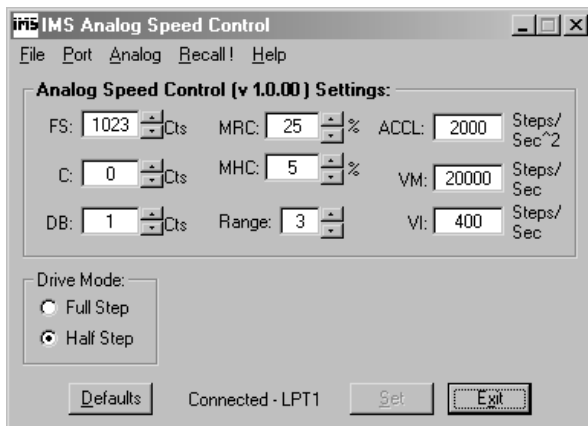 IMS IMS Analog Speed Control
File Port Analog Recall! Help
Analog Speed Control (v 1.0.00) Settings:
FS: 1023 Cts MRC: 25 % ACCL: 2000 Steps/Sec^2
C: 0 Cts MHC: 5 % VM: 20000 Steps/Sec
DB: 1 Cts Range: 3 VI: 400 Steps/Sec
Drive Mode:
Full Step
Half Step
Defaults Connected - LPT1 Set Exit